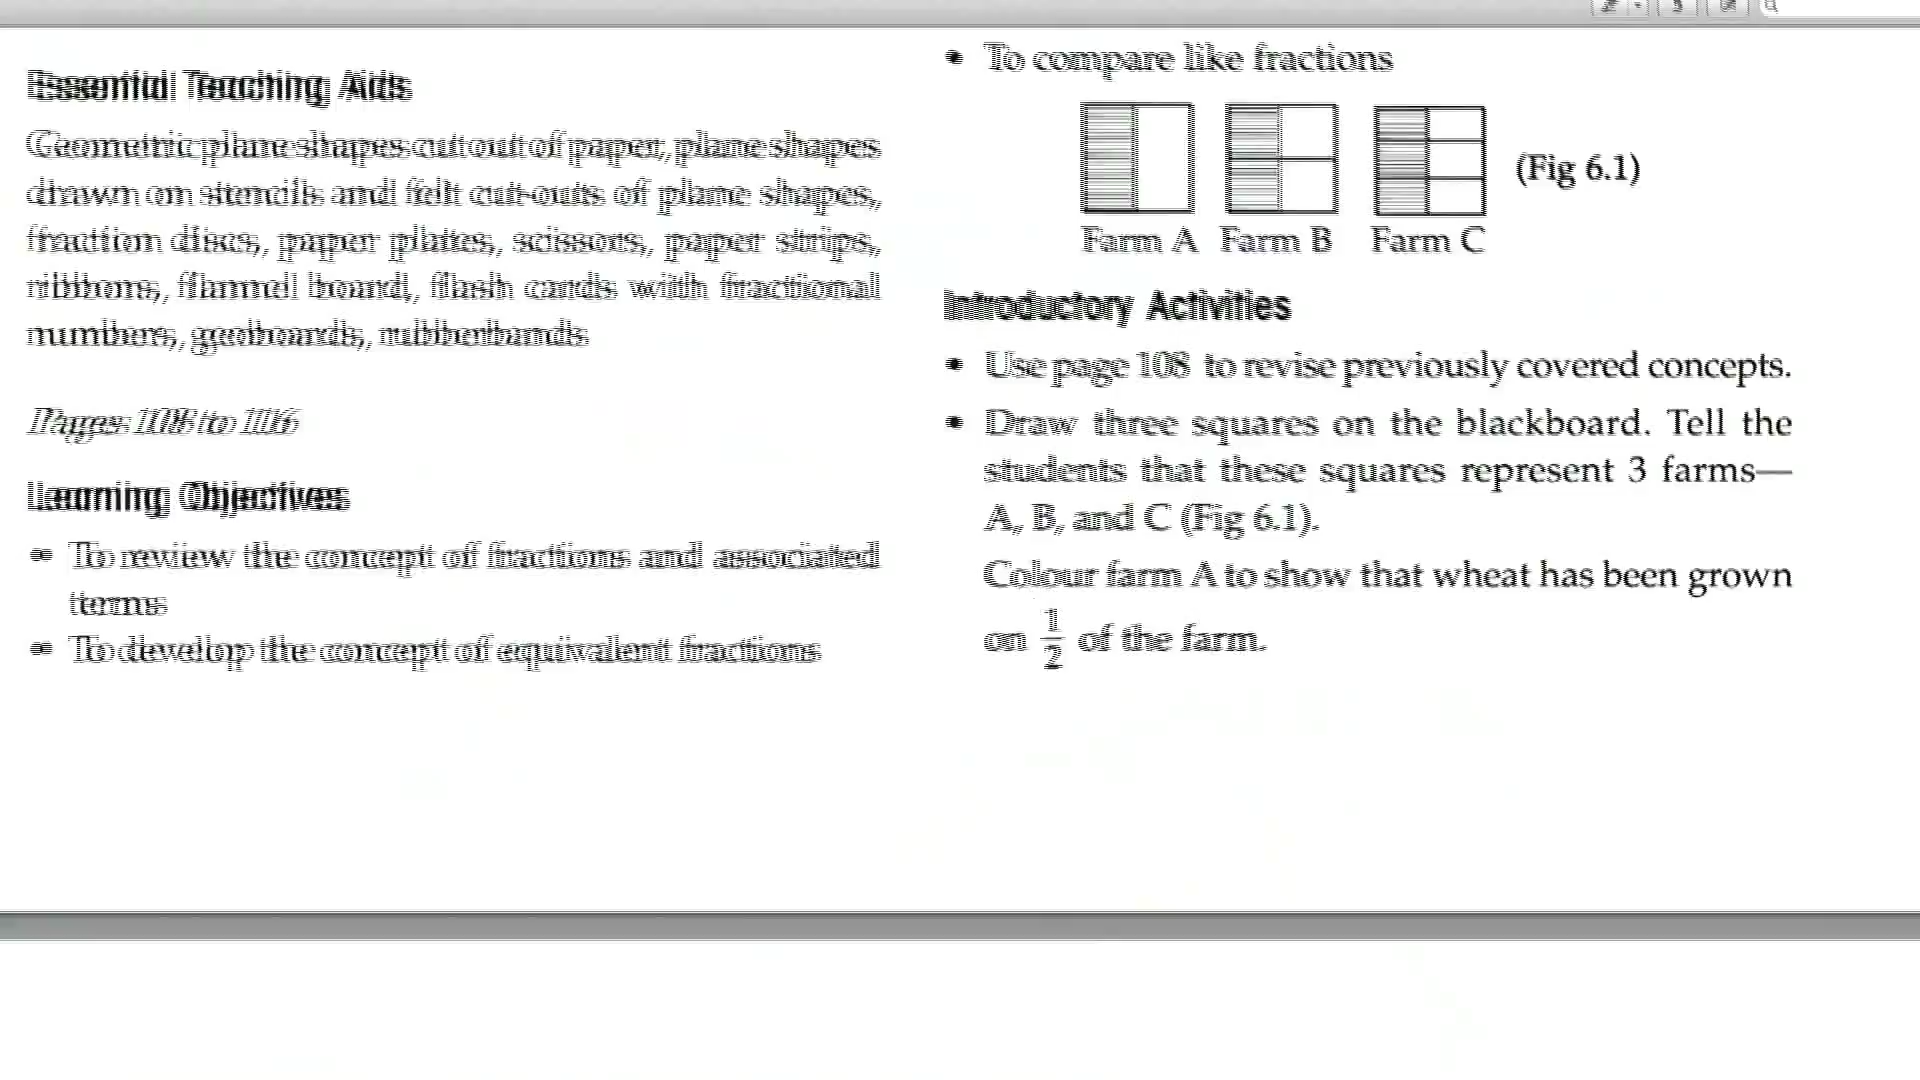 Essential Teaching Aids
Geometric plane shapes cut out of paper, plane shapes
drawn on stencils and felt cut-outs of plane shapes,
fraction discs, paper plates, scissors, paper strips,
ribbons, flannel board, flash cards with fractional
numbers, geoboards, rubberbands
Pages 108 to 116
Learning Objectives
• To review the concept of fractions and associated
terms
• To develop the concept of equivalent fractions
• To compare like fractions
(Fig 6.1)
Farm A Farm B Farm C
Introductory Activities
• Use page 108 to revise previously covered concepts.
• Draw three squares on the blackboard. Tell the
students that these squares represent 3 farms—
A, B, and C (Fig 6.1).
Colour farm A to show that wheat has been grown
on 1/2 of the farm.